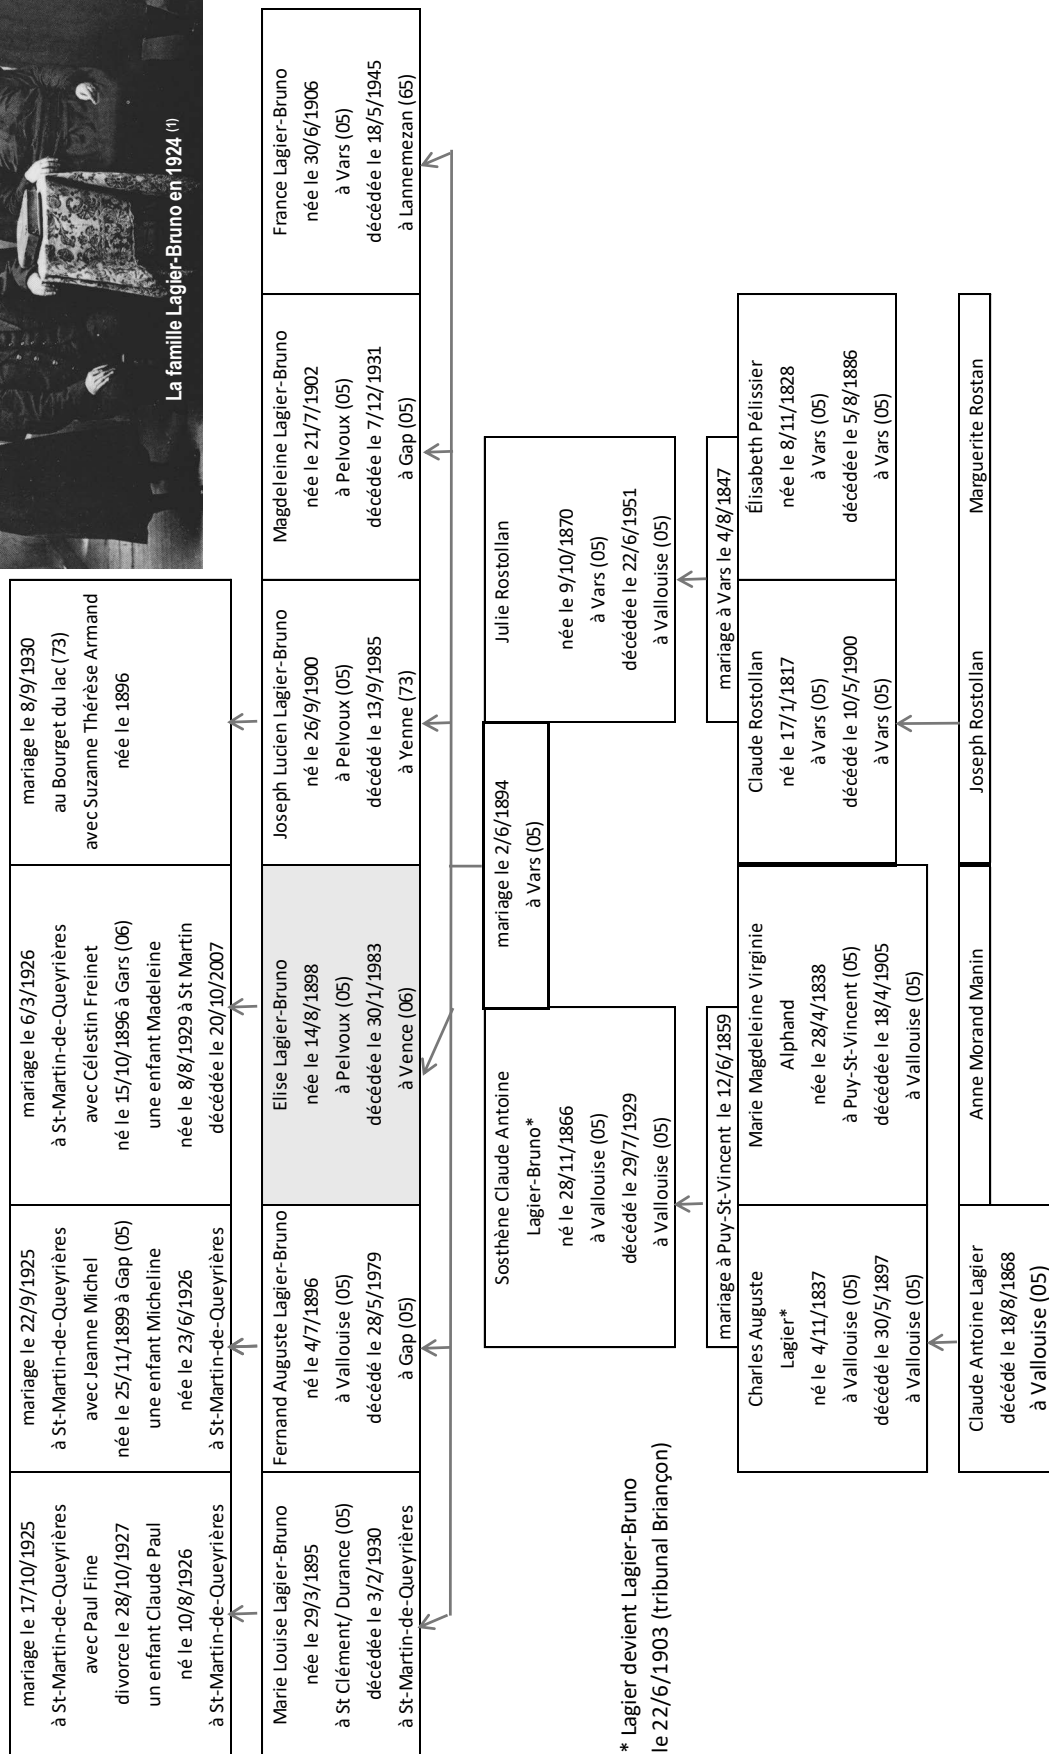 La famille Lagier-Bruno en 1924 (1)
mariage le 17/10/1925
à St-Martin-de-Queyrières
avec Paul Fine
divorce le 28/10/1927
un enfant Claude Paul
né le 10/8/1926
à St-Martin-de-Queyrières
mariage le 22/9/1925
à St-Martin-de-Queyrières
avec Jeanne Michel
née le 25/11/1899 à Gap (05)
une enfant Micheline
née le 23/6/1926
à St-Martin-de-Queyrières
mariage le 6/3/1926
à St-Martin-de-Queyrières
avec Célestin Freinet
né le 15/10/1896 à Gars (06)
une enfant Madeleine
née le 8/8/1929 à St Martin
décédée le 20/10/2007
mariage le 8/9/1930
au Bourget du lac (73)
avec Suzanne Thérèse Armand
née le 1896
Marie Louise Lagier-Bruno
née le 29/3/1895
à St Clément/ Durance (05)
décédée le 3/2/1930
à St-Martin-de-Queyrières
Fernand Auguste Lagier-Bruno
né le 4/7/1896
à Vallouise (05)
décédé le 28/5/1979
à Gap (05)
Elise Lagier-Bruno
née le 14/8/1898
à Pelvoux (05)
décédée le 30/1/1983
à Vence (06)
Joseph Lucien Lagier-Bruno
né le 26/9/1900
à Pelvoux (05)
décédé le 13/9/1985
à Yenne (73)
Magdeleine Lagier-Bruno
née le 21/7/1902
à Pelvoux (05)
décédée le 7/12/1931
à Gap (05)
France Lagier-Bruno
née le 30/6/1906
à Vars (05)
décédée le 18/5/1945
à Lannemezan (65)
Sosthène Claude Antoine
Lagier-Bruno*
né le 28/11/1866
à Vallouise (05)
décédé le 29/7/1929
à Vallouise (05)
mariage le 2/6/1894
à Vars (05)
Julie Rostollan
née le 9/10/1870
à Vars (05)
décédée le 22/6/1951
à Vallouise (05)
* Lagier devient Lagier-Bruno
le 22/6/1903 (tribunal Briançon)
mariage à Puy-St-Vincent le 12/6/1859
mariage à Vars le 4/8/1847
Charles Auguste
Lagier*
né le 4/11/1837
à Vallouise (05)
décédé le 30/5/1897
à Vallouise (05)
Marie Magdeleine Virginie
Alphand
née le 28/4/1838
à Puy-St-Vincent (05)
décédée le 18/4/1905
à Vallouise (05)
Claude Rostollan
né le 17/1/1817
à Vars (05)
décédé le 10/5/1900
à Vars (05)
Élisabeth Pélissier
née le 8/11/1828
à Vars (05)
décédée le 5/8/1886
à Vars (05)
Claude Antoine Lagier
décédé le 18/8/1868
à Vallouise (05)
Anne Morand Manin
Joseph Rostollan
Marguerite Rostan